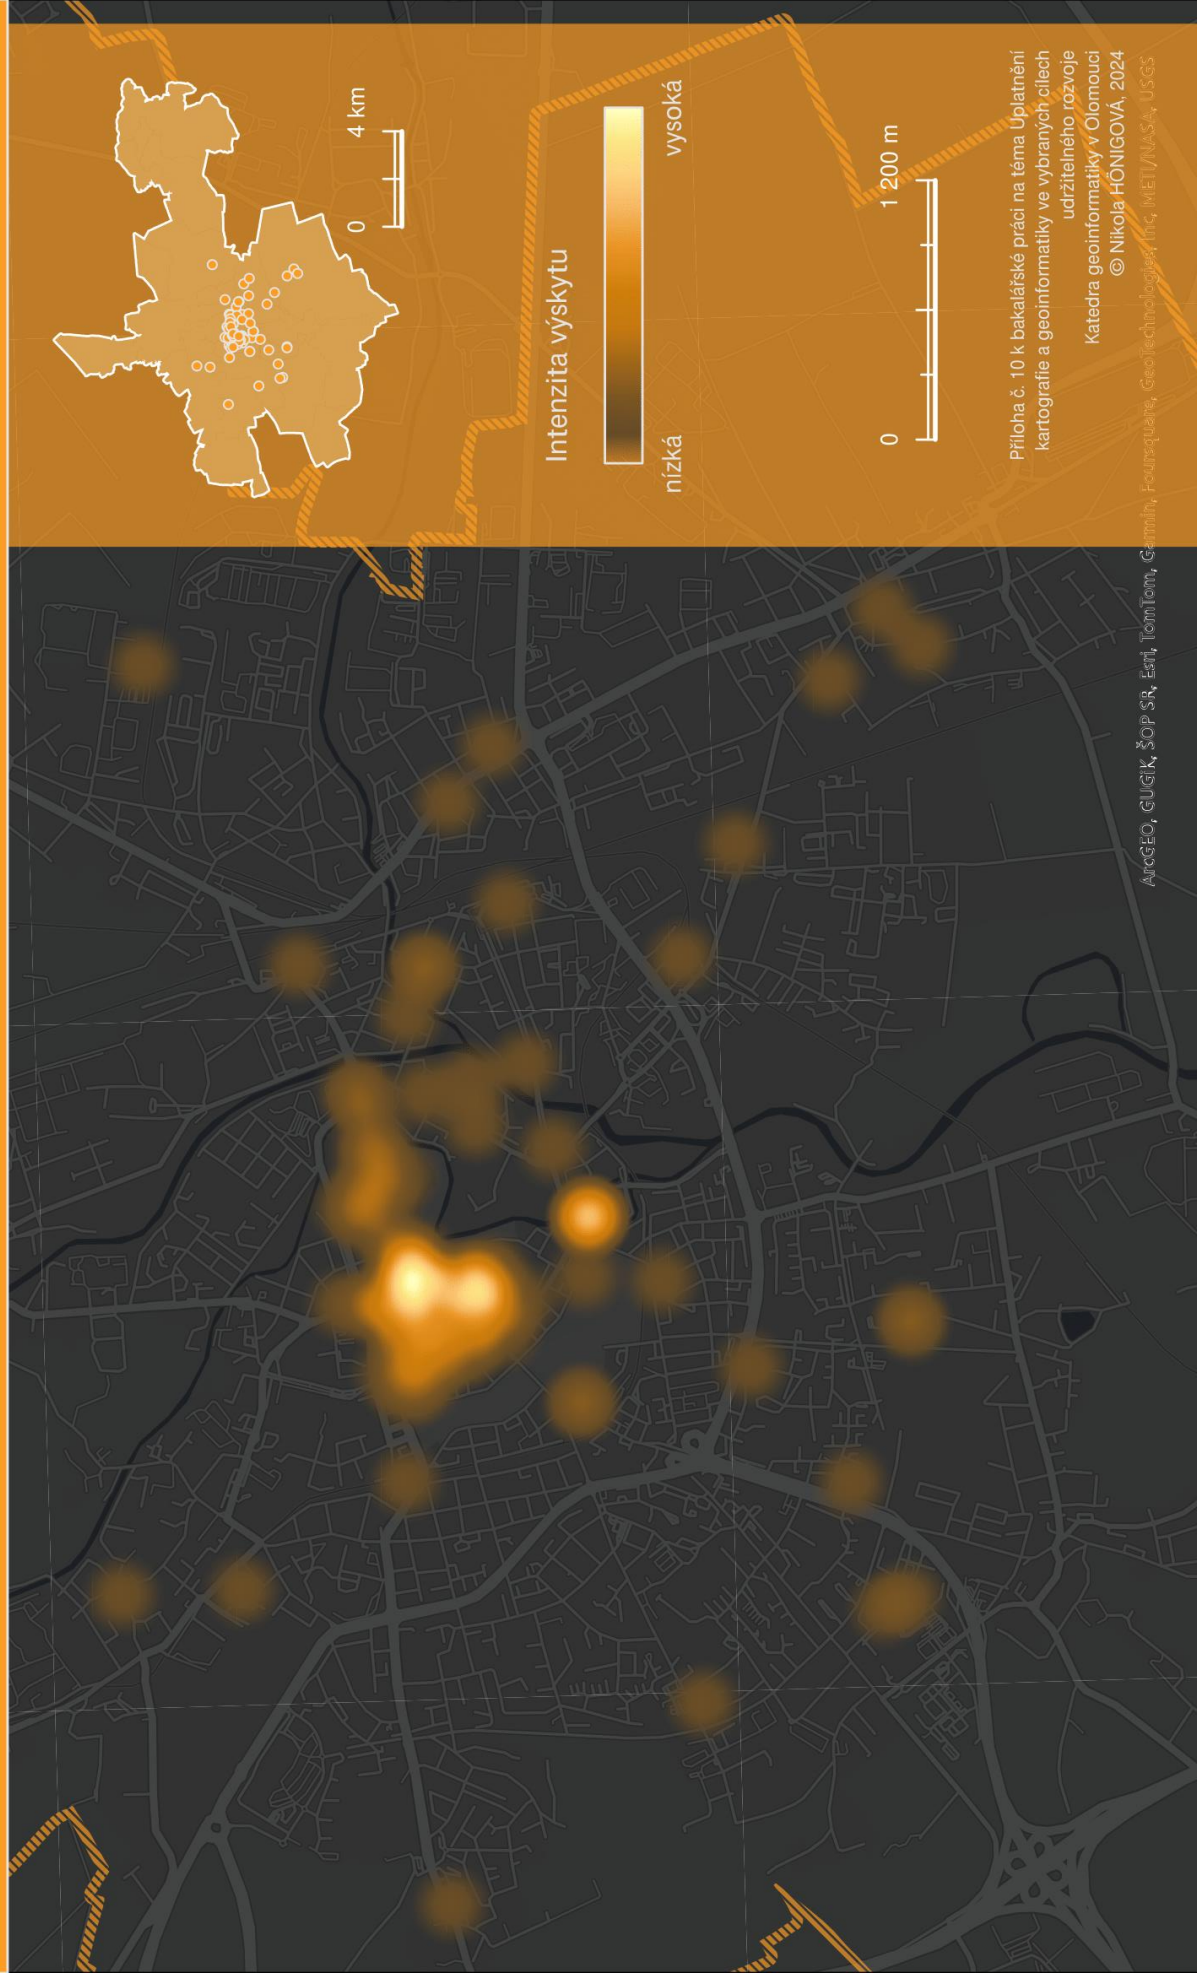 0
4 km
Intenzita výskytu
nízká
vysoká
0
1 200 m
Příloha č. 10 k bakalářské práci na téma Uplatnění
kartografie a geoinformatiky ve vybraných cílech
udržitelného rozvoje
Katedra geoinformatiky v Olomouci
© Nikola HÖNIGOVÁ, 2024
ArcGEO, GUGiK, ŠOP SR, Esri, TomTom, Garmin, Foursquare, GeoTechnologies, Inc, METI/NASA, USGS